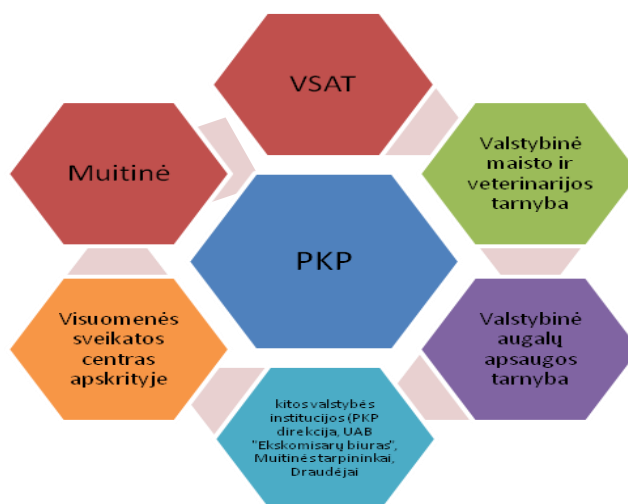 VSAT
Muitinė
Valstybinė
maisto ir
veterinarijos
tarnyba
PKP
Visuomenės
sveikatos
centras
apskrityje
Valstybinė
augalų
apsaugos
tarnyba
kitos valstybės
institucijos (PKP
direkcija, UAB
"Ekskomisarų biuras",
Muitinės tarpininkai,
Draudėjai